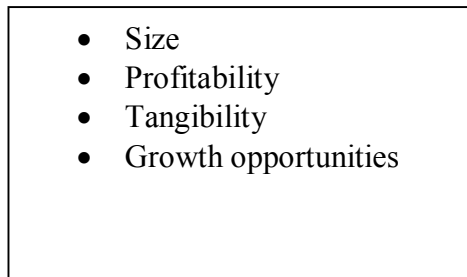 • Size
• Profitability
• Tangibility
• Growth opportunities